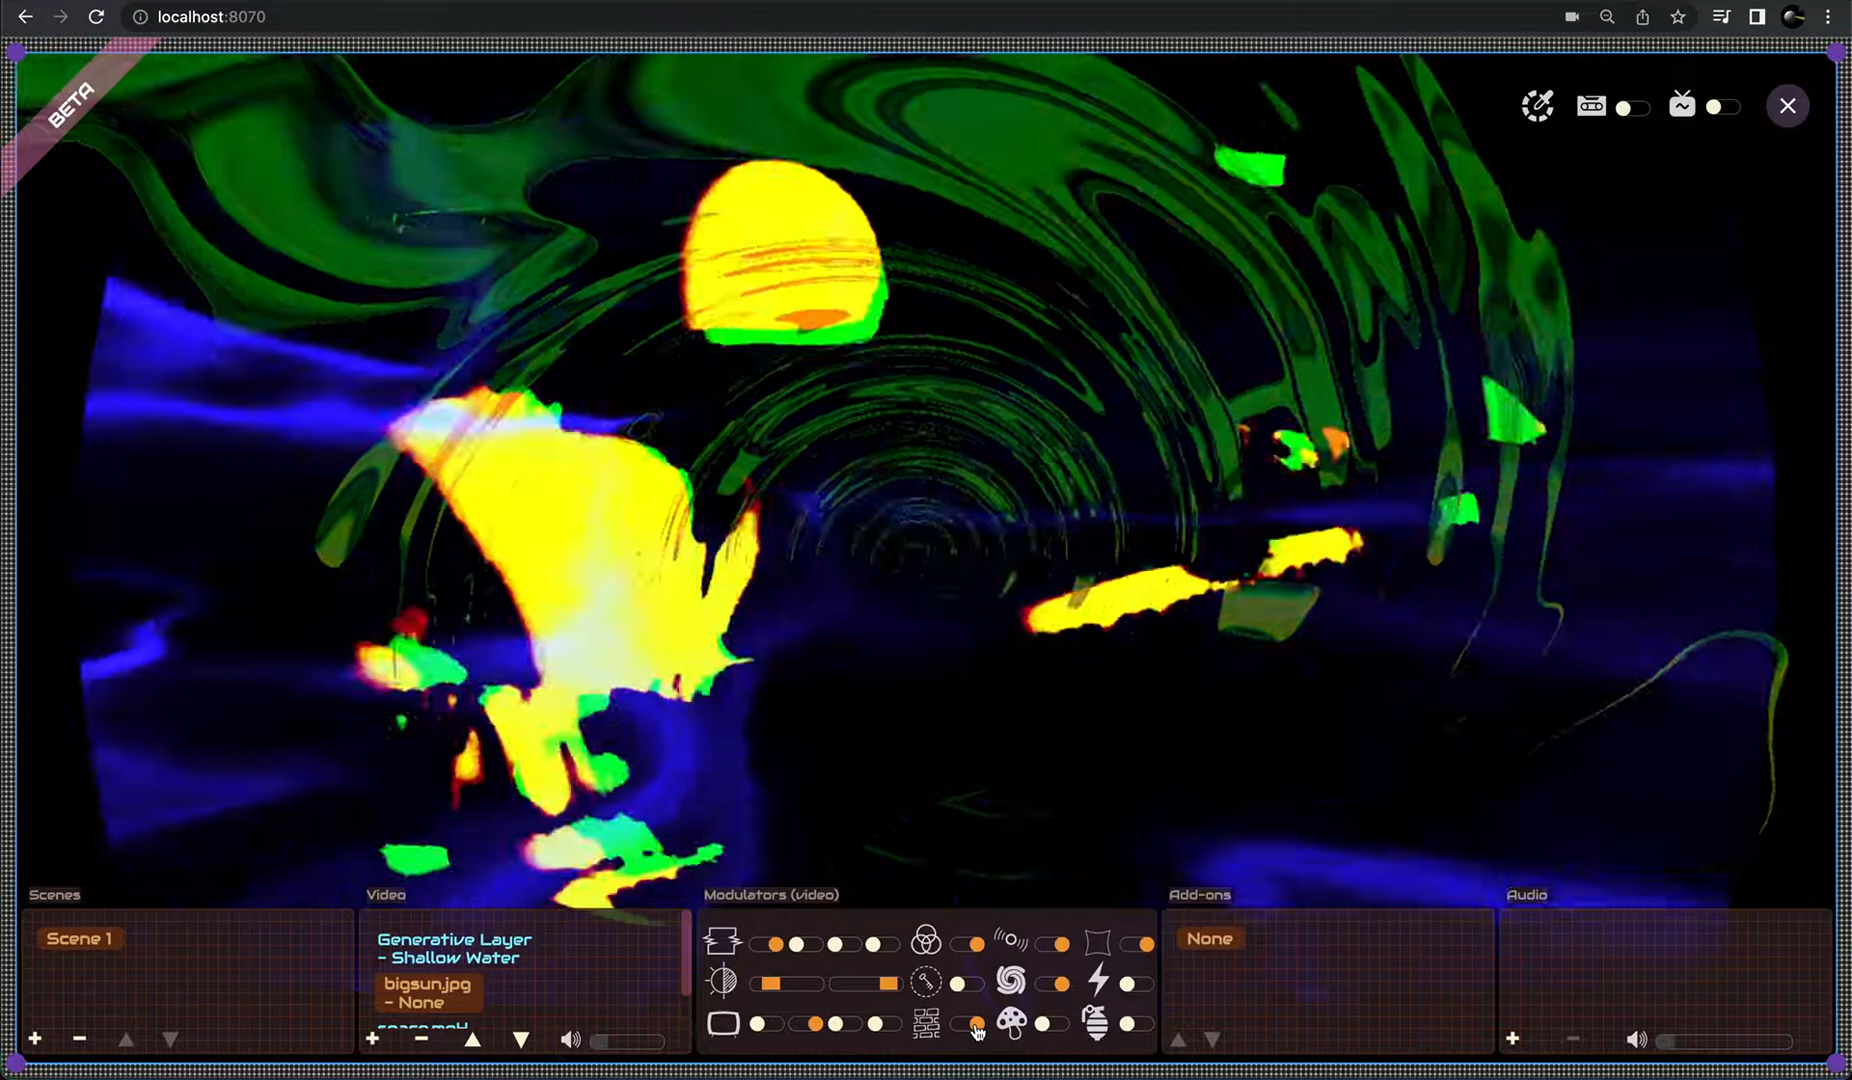 localhost:8070
BETA
Scenes
Video
Modulators (video)
Add-ons
Audio
Scene 1
Generative Layer
- Shallow Water
bigsun.jpg
- None
None